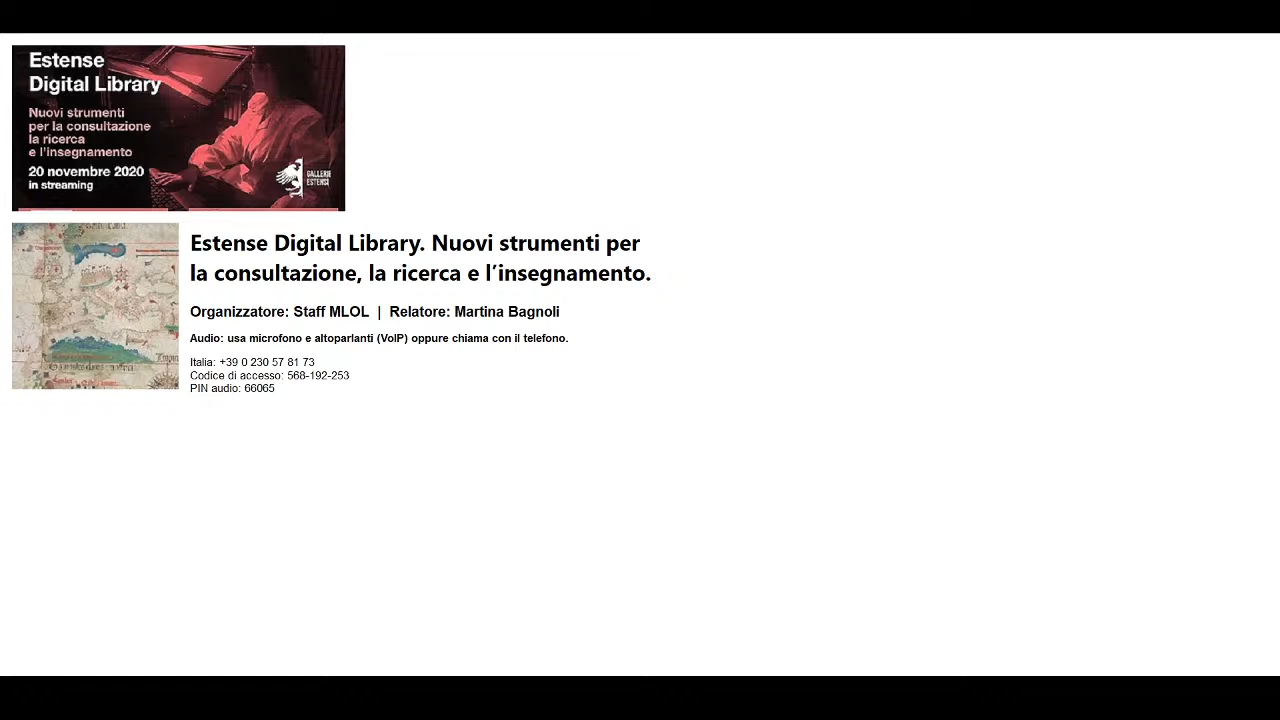 Estense
Digital Library
Nuovi strumenti
per la consultazione
la ricerca
e l'insegnamento
20 novembre 2020
in streaming
GALLERIE
ESTENSI
Estense Digital Library. Nuovi strumenti per
la consultazione, la ricerca e l’insegnamento.
Organizzatore: Staff MLOL | Relatore: Martina Bagnoli
Audio: usa microfono e altoparlanti (VoIP) oppure chiama con il telefono.
Italia: +39 0 230 57 81 73
Codice di accesso: 568-192-253
PIN audio: 66065